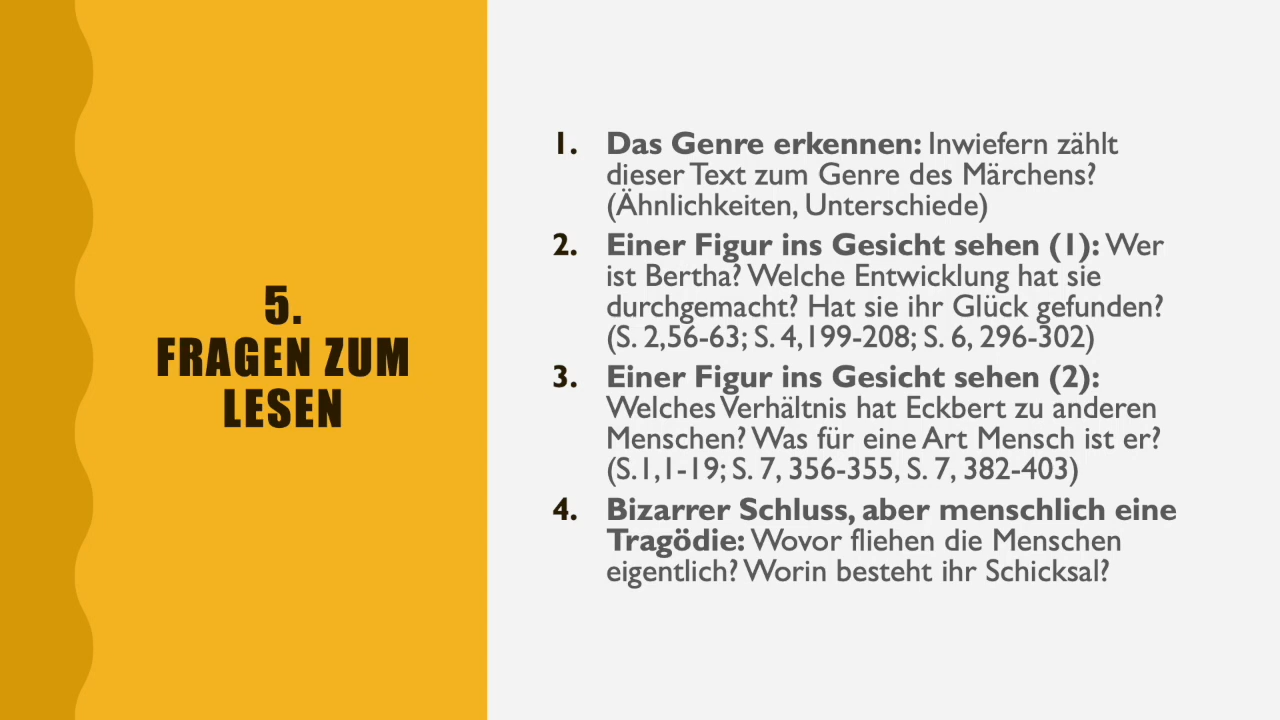 5.
FRAGEN ZUM
LESEN
1. Das Genre erkennen: Inwiefern zählt
dieser Text zum Genre des Märchens?
(Ähnlichkeiten, Unterschiede)
2. Einer Figur ins Gesicht sehen (1): Wer
ist Bertha? Welche Entwicklung hat sie
durchgemacht? Hat sie ihr Glück gefunden?
(S. 2,56-63; S. 4,199-208; S. 6, 296-302)
3. Einer Figur ins Gesicht sehen (2):
Welches Verhältnis hat Eckbert zu anderen
Menschen? Was für eine Art Mensch ist er?
(S.1,1-19; S. 7, 356-355, S. 7, 382-403)
4. Bizarrer Schluss, aber menschlich eine
Tragödie: Wovor fliehen die Menschen
eigentlich? Worin besteht ihr Schicksal?